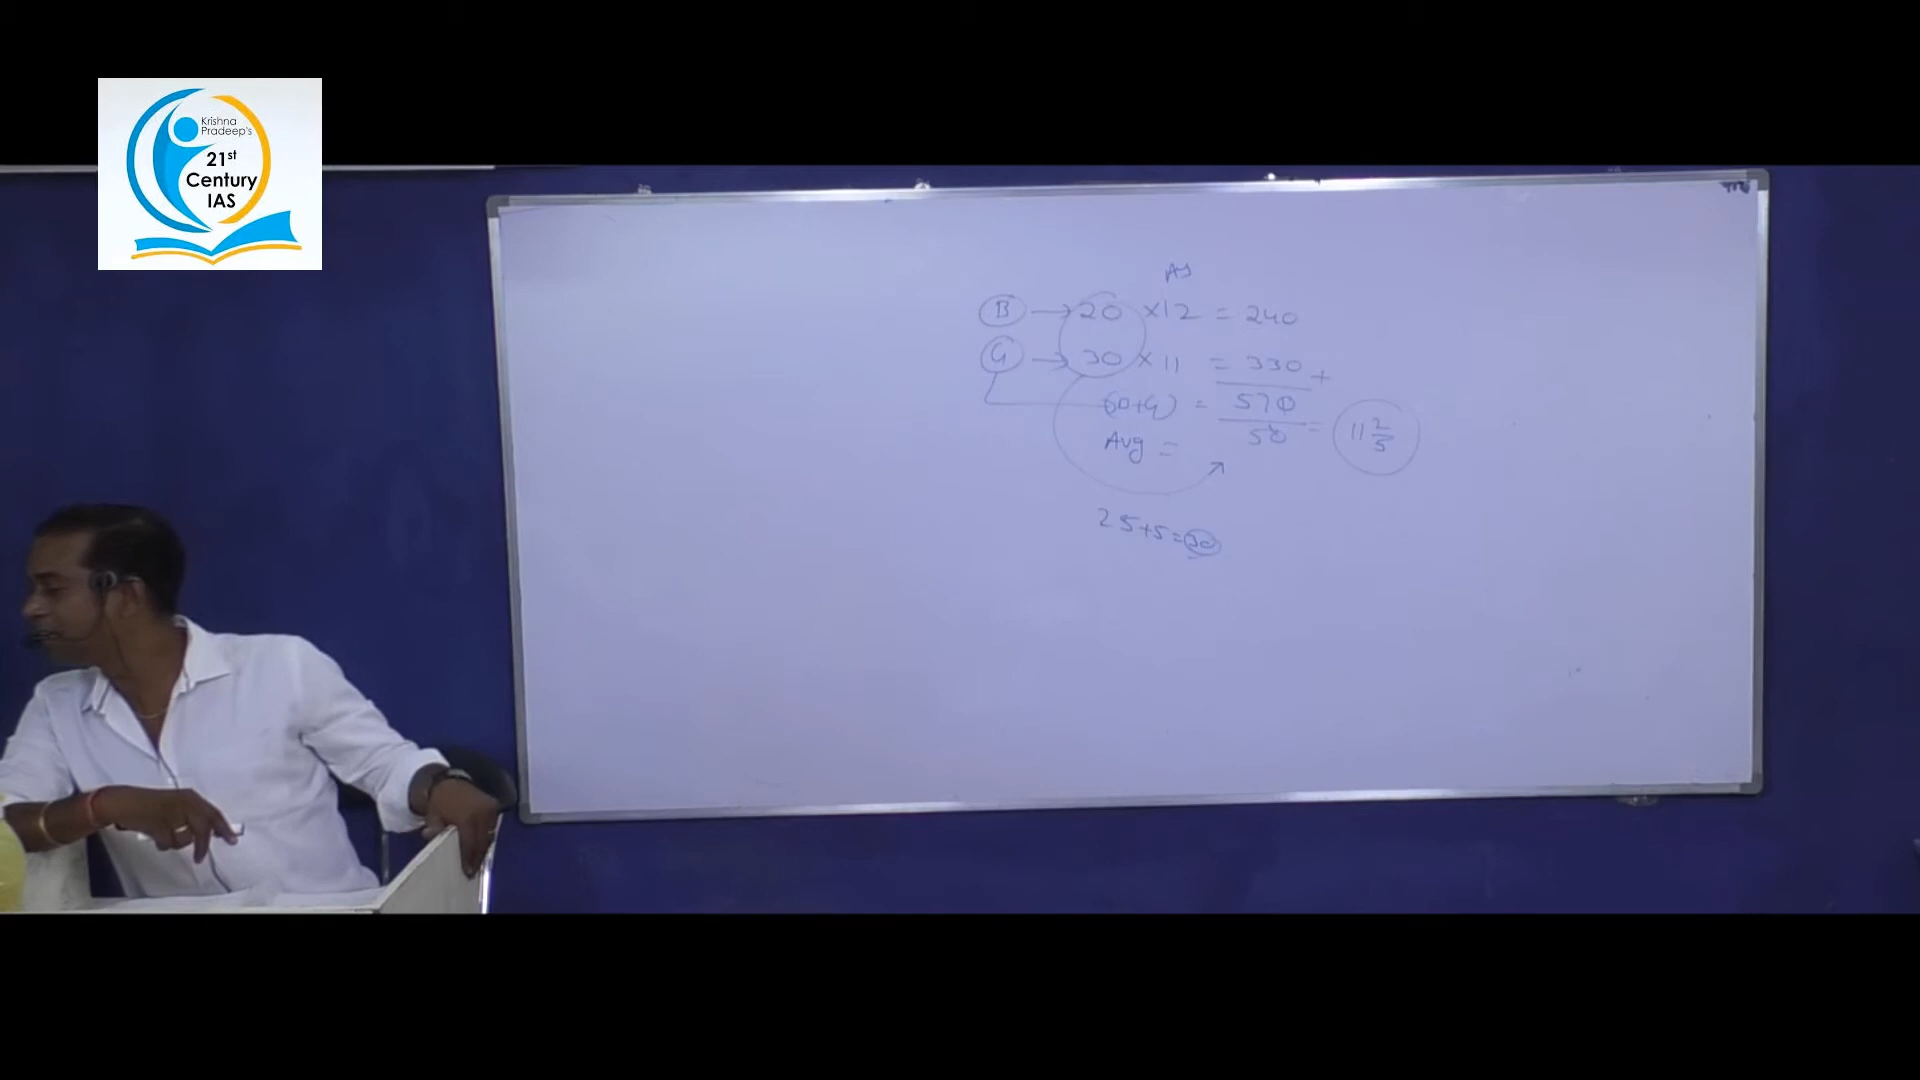 Krishna
Pradeep's
21st
Century
IAS
B → 20 × 12 = 240
G → 30 × 11 = 330 +
(B+G) = 570
Avg = 50 = 11 2/5
25+5=30